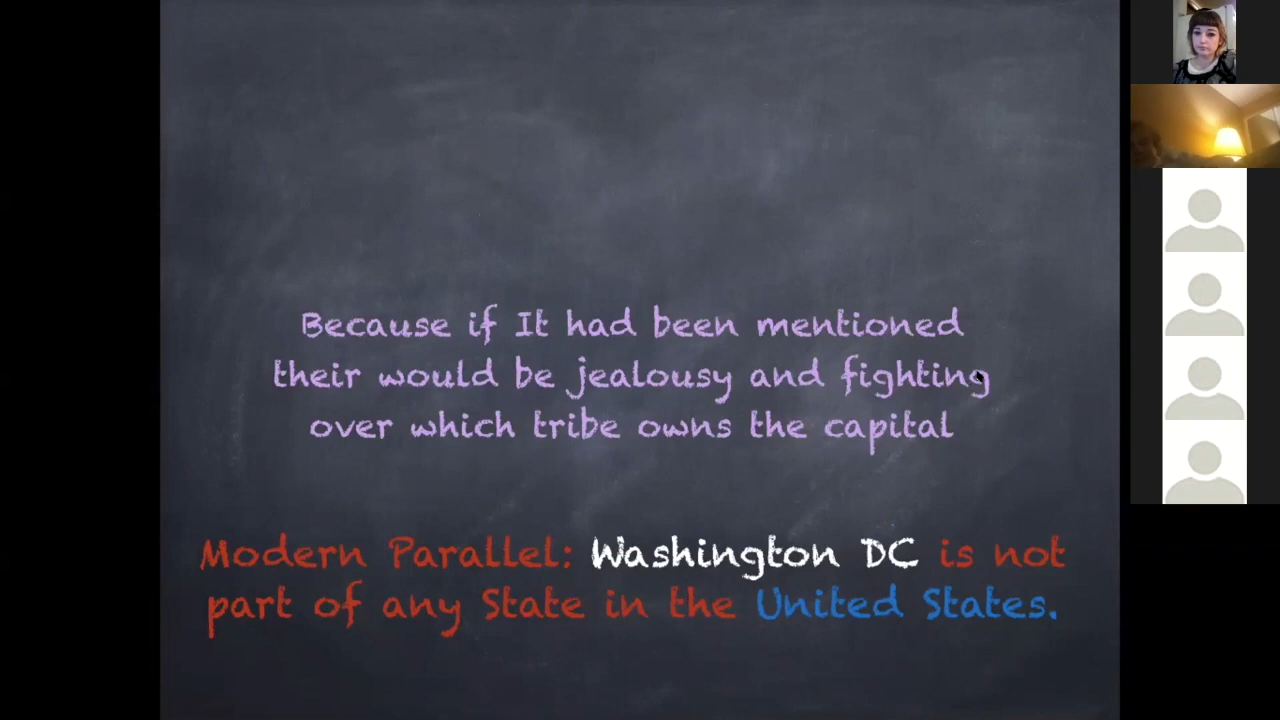 Because if It had been mentioned
their would be jealousy and fighting
over which tribe owns the capital
Modern Parallel: Washington DC is not
part of any State in the United States.